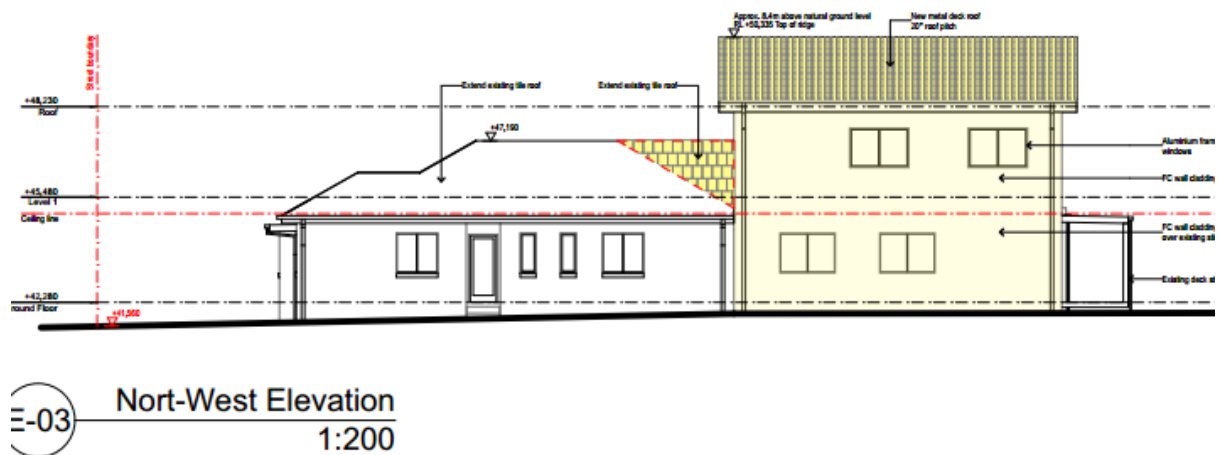 Approx. 8.4m above natural ground level
RL +50,335 Top of ridge
New metal deck roof
20° roof pitch
Street boundary
Extend existing tile roof
Extend existing tile roof
+48,230
Roof
+47,190
Aluminium fram
windows
FC wall cladding
+45,480
Level 1
Ceiling line
FC wall cladding
over existing
Existing deck
+42,280
round Floor
+41,560
E-03
Nort-West Elevation
1:200